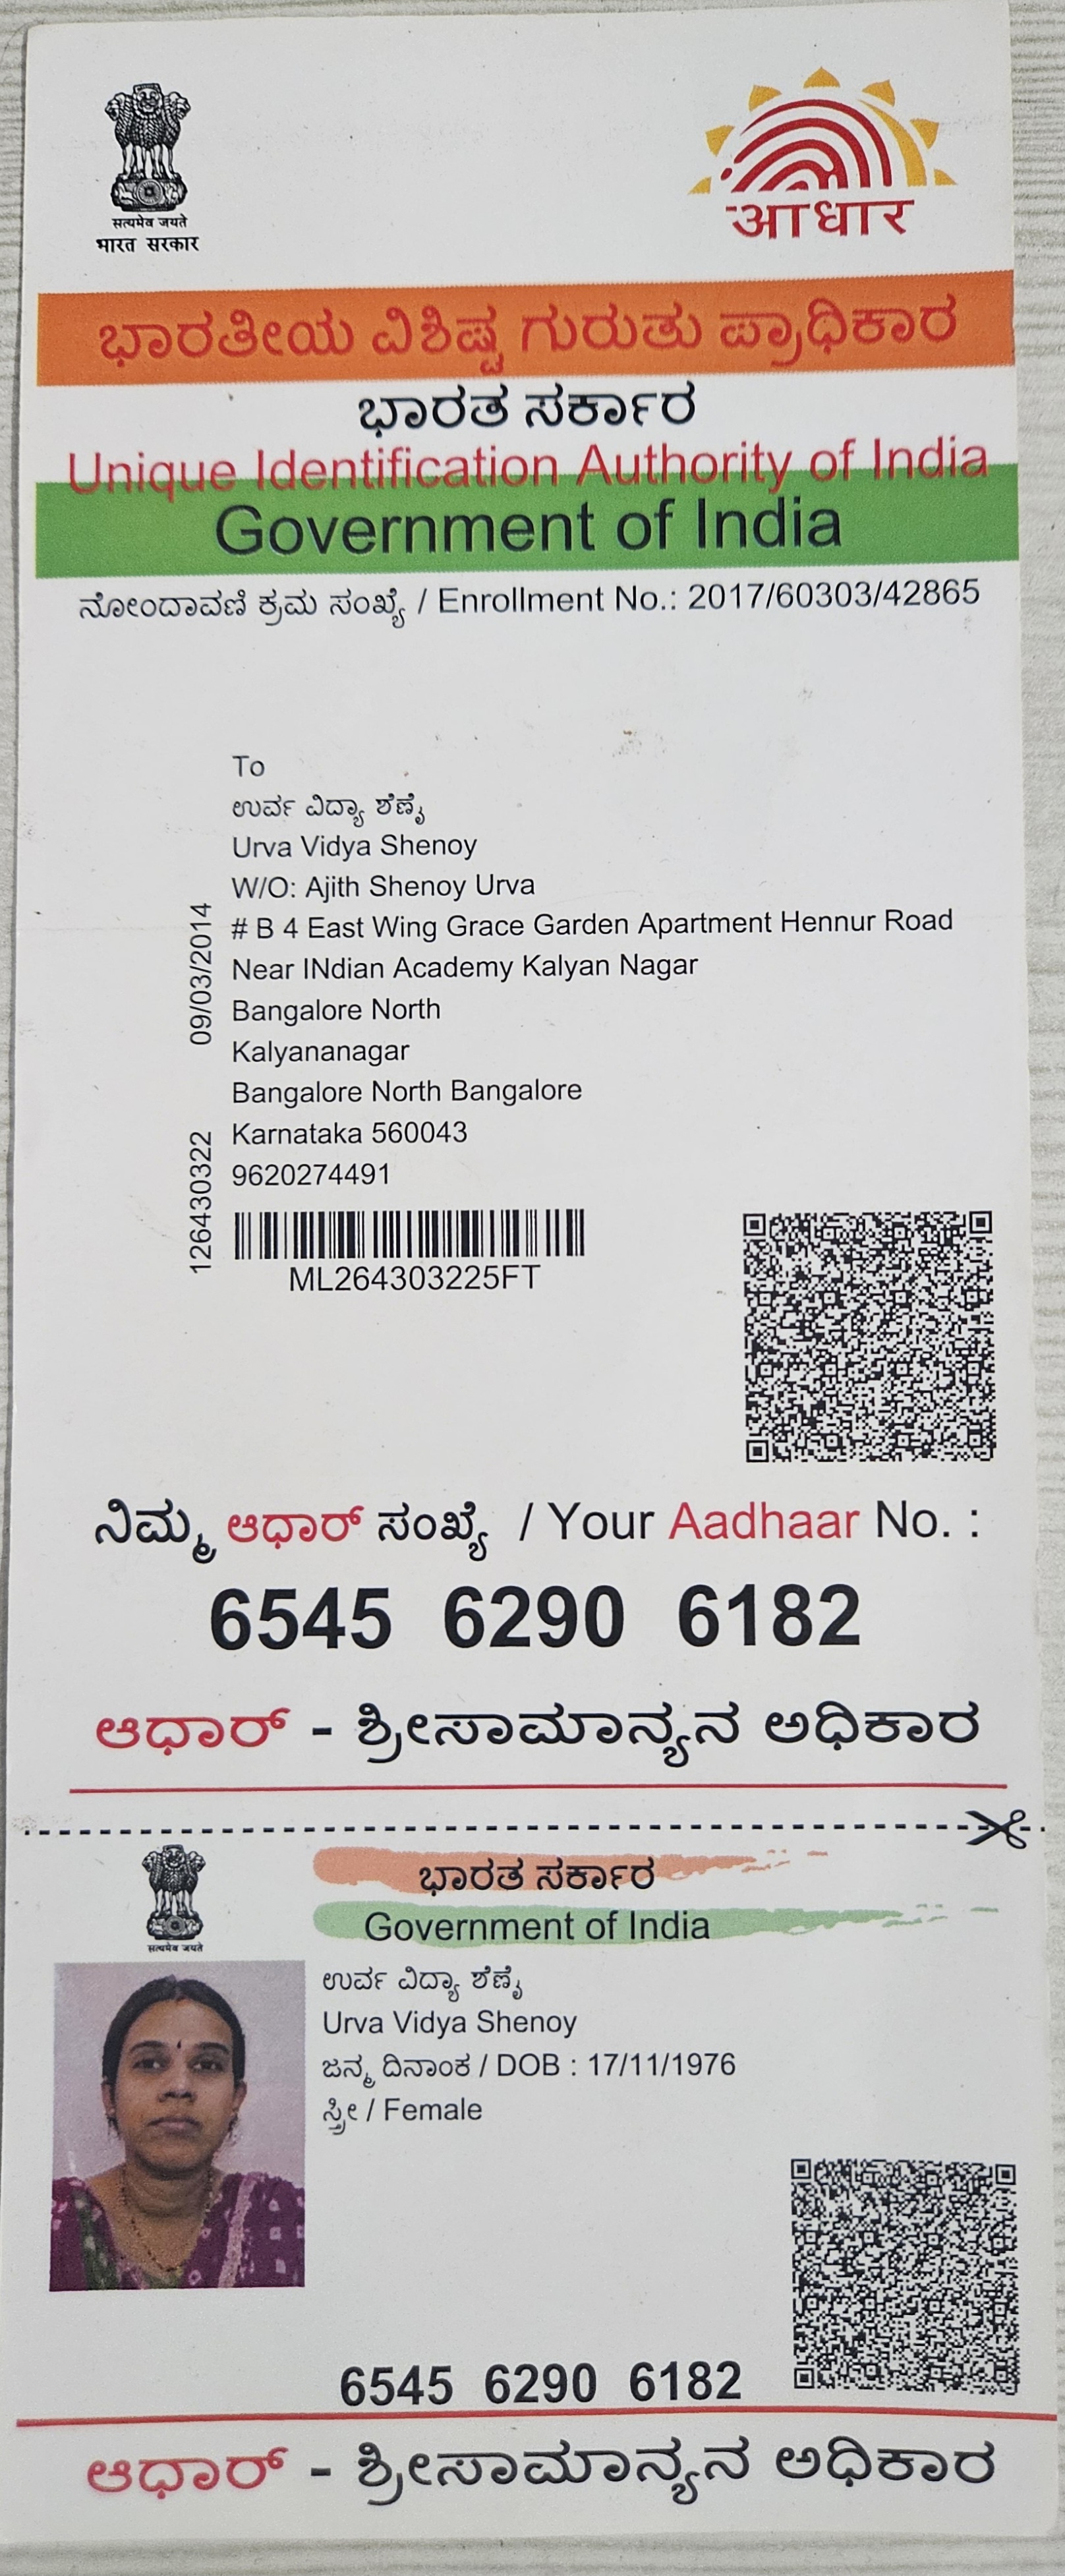 सत्यमेव जयते
भारत सरकार
आधार
ಭಾರತೀಯ ವಿಶಿಷ್ಟ ಗುರುತು ಪ್ರಾಧಿಕಾರ
ಭಾರತ ಸರ್ಕಾರ
Unique Identification Authority of India
Government of India
ನೋಂದಾವಣಿ ಕ್ರಮ ಸಂಖ್ಯೆ / Enrollment No.: 2017/60303/42865
To
ಉರ್ವ ವಿದ್ಯಾ ಶೆಣೈ
Urva Vidya Shenoy
W/O: Ajith Shenoy Urva
# B 4 East Wing Grace Garden Apartment Hennur Road
Near INdian Academy Kalyan Nagar
Bangalore North
Kalyananagar
Bangalore North Bangalore
Karnataka 560043
9620274491
09/03/2014
126430322
ML264303225FT
ನಿಮ್ಮ ಆಧಾರ್ ಸಂಖ್ಯೆ / Your Aadhaar No. :
6545 6290 6182
ಆಧಾರ್ - ಶ್ರೀಸಾಮಾನ್ಯನ ಅಧಿಕಾರ
सत्यमेव जयते
ಭಾರತ ಸರ್ಕಾರ
Government of India
ಉರ್ವ ವಿದ್ಯಾ ಶೆಣೈ
Urva Vidya Shenoy
ಜನ್ಮ ದಿನಾಂಕ / DOB : 17/11/1976
ಸ್ತ್ರೀ / Female
6545 6290 6182
ಆಧಾರ್ - ಶ್ರೀಸಾಮಾನ್ಯನ ಅಧಿಕಾರ